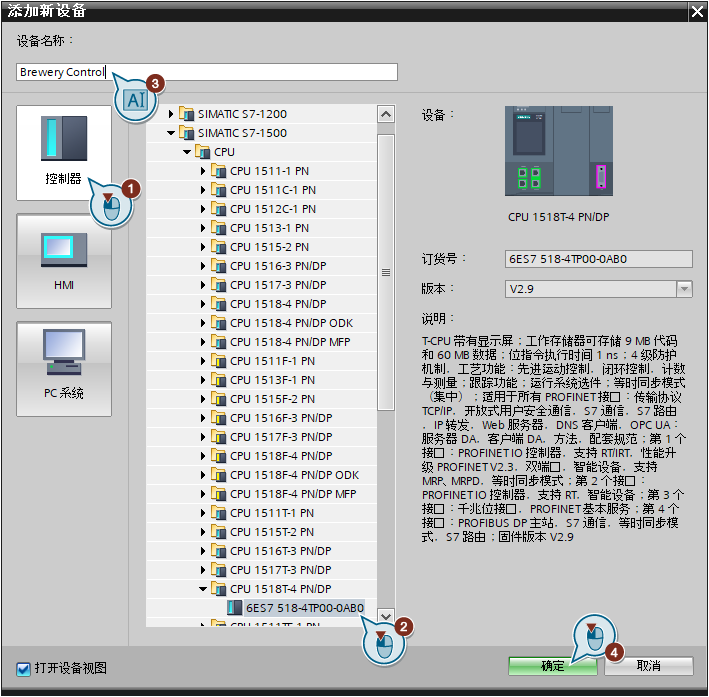 添加新设备
设备名称：
Brewery Control
AI
3
控制器
1
HMI
PC 系统
SIMATIC S7-1200
SIMATIC S7-1500
CPU
CPU 1511-1 PN
CPU 1511C-1 PN
CPU 1512C-1 PN
CPU 1513-1 PN
CPU 1515-2 PN
CPU 1516-3 PN/DP
CPU 1517-3 PN/DP
CPU 1518-4 PN/DP
CPU 1518-4 PN/DP ODK
CPU 1518-4 PN/DP MFP
CPU 1511F-1 PN
CPU 1513F-1 PN
CPU 1515F-2 PN
CPU 1516F-3 PN/DP
CPU 1517F-3 PN/DP
CPU 1518F-4 PN/DP
CPU 1518F-4 PN/DP ODK
CPU 1518F-4 PN/DP MFP
CPU 1511T-1 PN
CPU 1515T-2 PN
CPU 1516T-3 PN/DP
CPU 1517T-3 PN/DP
CPU 1518T-4 PN/DP
6ES7 518-4TP00-0AB0
CPU 1511TF-1 PN
2
设备：
CPU 1518T-4 PN/DP
订货号：
6ES7 518-4TP00-0AB0
版本：
V2.9
说明：
T-CPU 带有显示屏；工作存储器可存储 9 MB 代码
和 60 MB 数据；位指令执行时间 1 ns；4 级防护
机制，工艺功能：先进运动控制，闭环控制，计数
与测量；跟踪功能；运行系统选件；等时同步模式
（集中）；适用于所有 PROFINET 接口：传输协议
TCP/IP，开放式用户安全通信，S7 通信，S7 路由
，IP 转发，Web 服务器，DNS 客户端，OPC UA：
服务器 DA，客户端 DA，方法，配套规范；第 1 个
接口：PROFINET IO 控制器，支持 RT/IRT，性能升
级 PROFINET V2.3，双端口，智能设备，支持
MRP、MRPD，等时同步模式；第 2 个接口：
PROFINET IO 控制器，支持 RT，智能设备；第 3 个
接口：千兆位接口，PROFINET 基本服务；第 4 个
接口：PROFIBUS DP 主站，S7 通信，等时同步模
式，S7 路由；固件版本 V2.9
打开设备视图
确定
4
取消